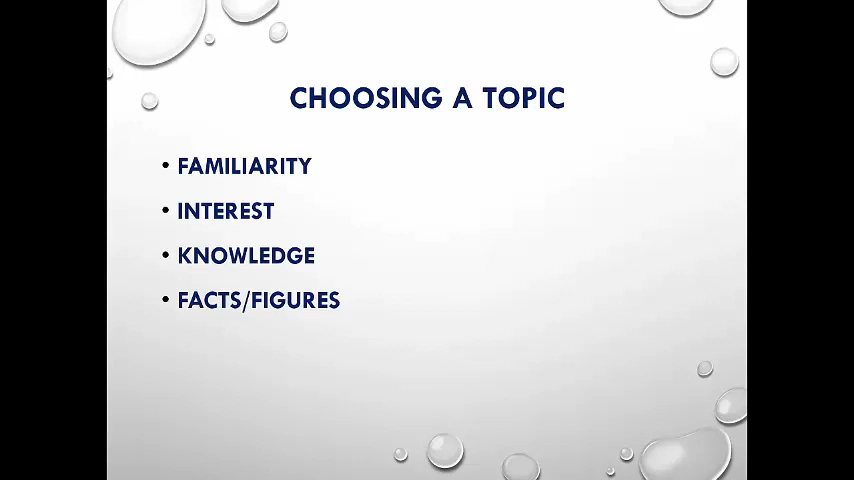 CHOOSING A TOPIC
• FAMILIARITY
• INTEREST
• KNOWLEDGE
• FACTS/FIGURES